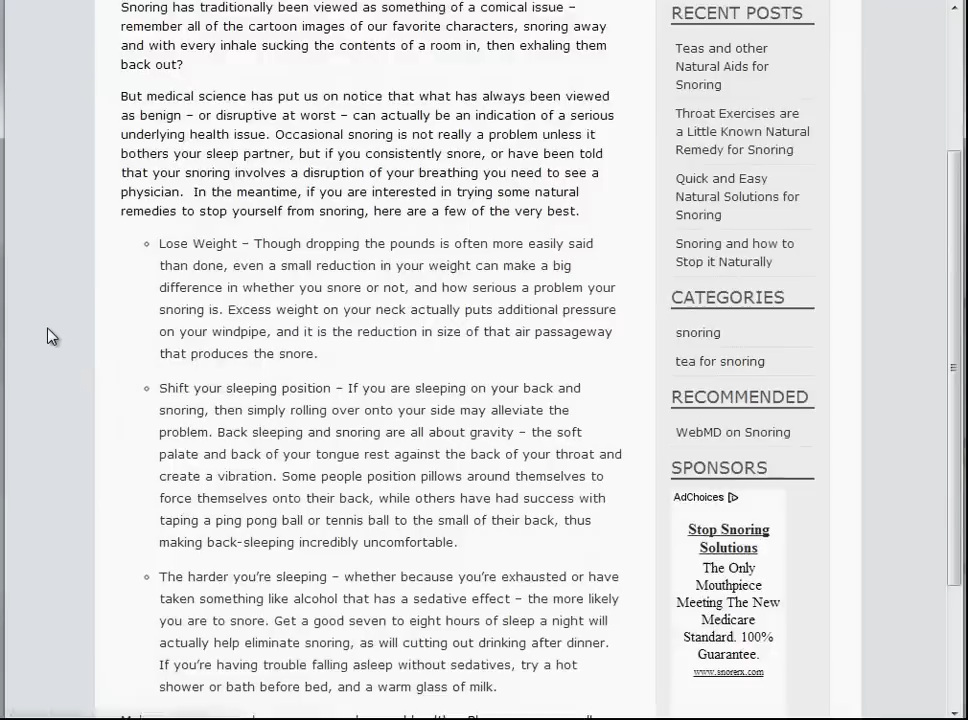 Snoring has traditionally been viewed as something of a comical issue –
remember all of the cartoon images of our favorite characters, snoring away
and with every inhale sucking the contents of a room in, then exhaling them
back out?
But medical science has put us on notice that what has always been viewed
as benign – or disruptive at worst – can actually be an indication of a serious
underlying health issue. Occasional snoring is not really a problem unless it
bothers your sleep partner, but if you consistently snore, or have been told
that your snoring involves a disruption of your breathing you need to see a
physician.  In the meantime, if you are interested in trying some natural
remedies to stop yourself from snoring, here are a few of the very best.
Lose Weight – Though dropping the pounds is often more easily said
than done, even a small reduction in your weight can make a big
difference in whether you snore or not, and how serious a problem your
snoring is. Excess weight on your neck actually puts additional pressure
on your windpipe, and it is the reduction in size of that air passageway
that produces the snore.
Shift your sleeping position – If you are sleeping on your back and
snoring, then simply rolling over onto your side may alleviate the
problem. Back sleeping and snoring are all about gravity – the soft
palate and back of your tongue rest against the back of your throat and
create a vibration. Some people position pillows around themselves to
force themselves onto their back, while others have had success with
taping a ping pong ball or tennis ball to the small of their back, thus
making back-sleeping incredibly uncomfortable.
The harder you’re sleeping – whether because you’re exhausted or have
taken something like alcohol that has a sedative effect – the more likely
you are to snore. Get a good seven to eight hours of sleep a night will
actually help eliminate snoring, as will cutting out drinking after dinner.
If you’re having trouble falling asleep without sedatives, try a hot
shower or bath before bed, and a warm glass of milk.
RECENT POSTS
Teas and other
Natural Aids for
Snoring
Throat Exercises are
a Little Known Natural
Remedy for Snoring
Quick and Easy
Natural Solutions for
Snoring
Snoring and how to
Stop it Naturally
CATEGORIES
snoring
tea for snoring
RECOMMENDED
WebMD on Snoring
SPONSORS
AdChoices
Stop Snoring
Solutions
The Only
Mouthpiece
Meeting The New
Medicare
Standard. 100%
Guarantee.
www.snorerx.com